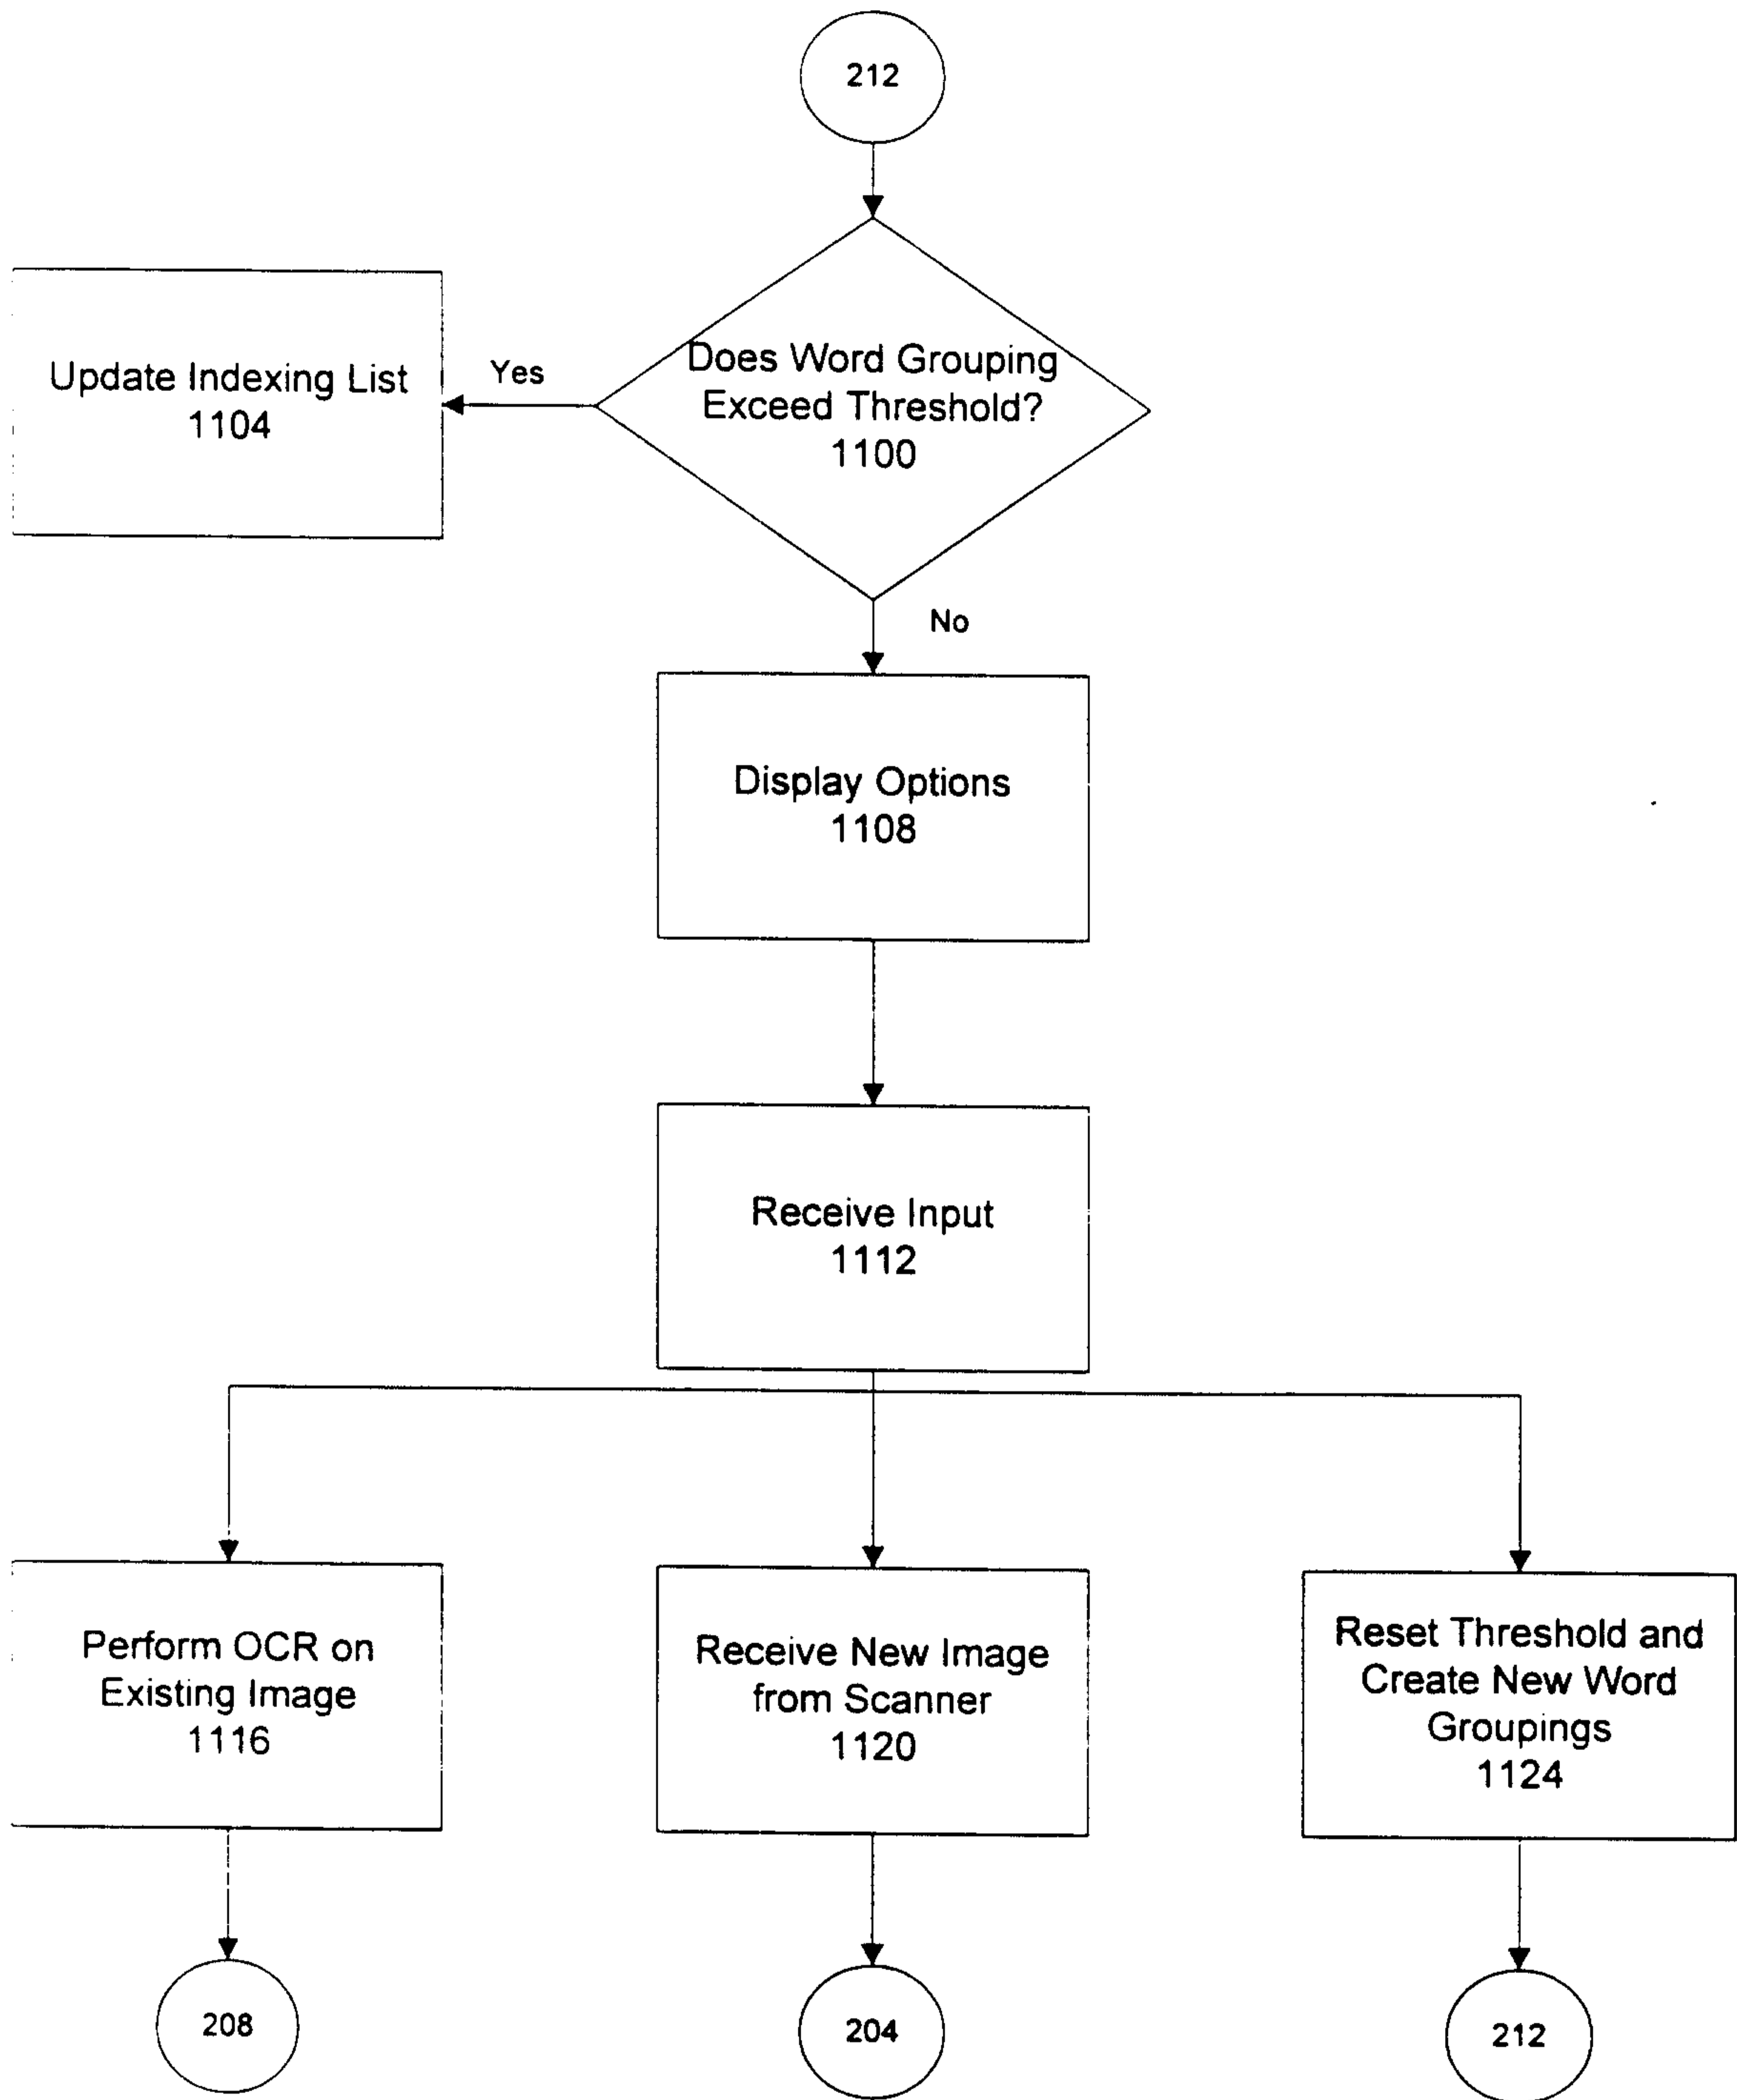 212
Does Word Grouping
Exceed Threshold?
1100
Yes
Update Indexing List
1104
No
Display Options
1108
Receive Input
1112
Perform OCR on
Existing Image
1116
Receive New Image
from Scanner
1120
Reset Threshold and
Create New Word
Groupings
1124
208
204
212